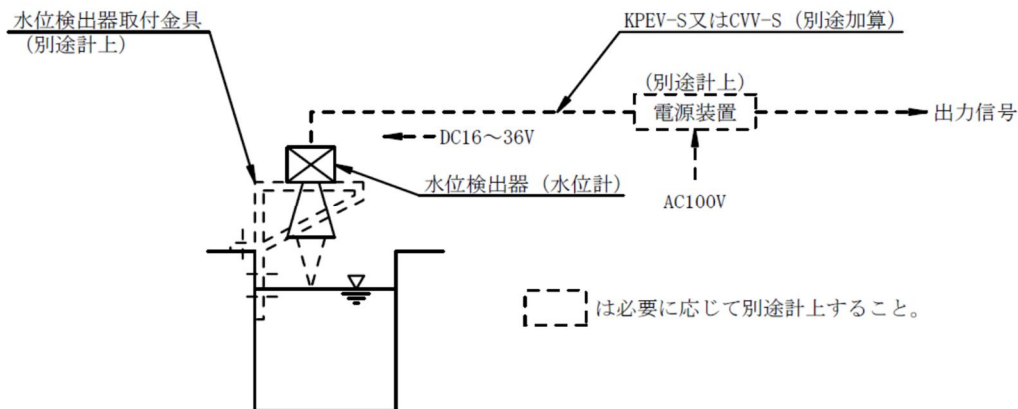 水位検出器取付金具
（別途計上）
KPEV-S又はCVV-S（別途加算）
（別途計上）
電源装置
出力信号
DC16～36V
水位検出器（水位計）
AC100V
は必要に応じて別途計上すること。